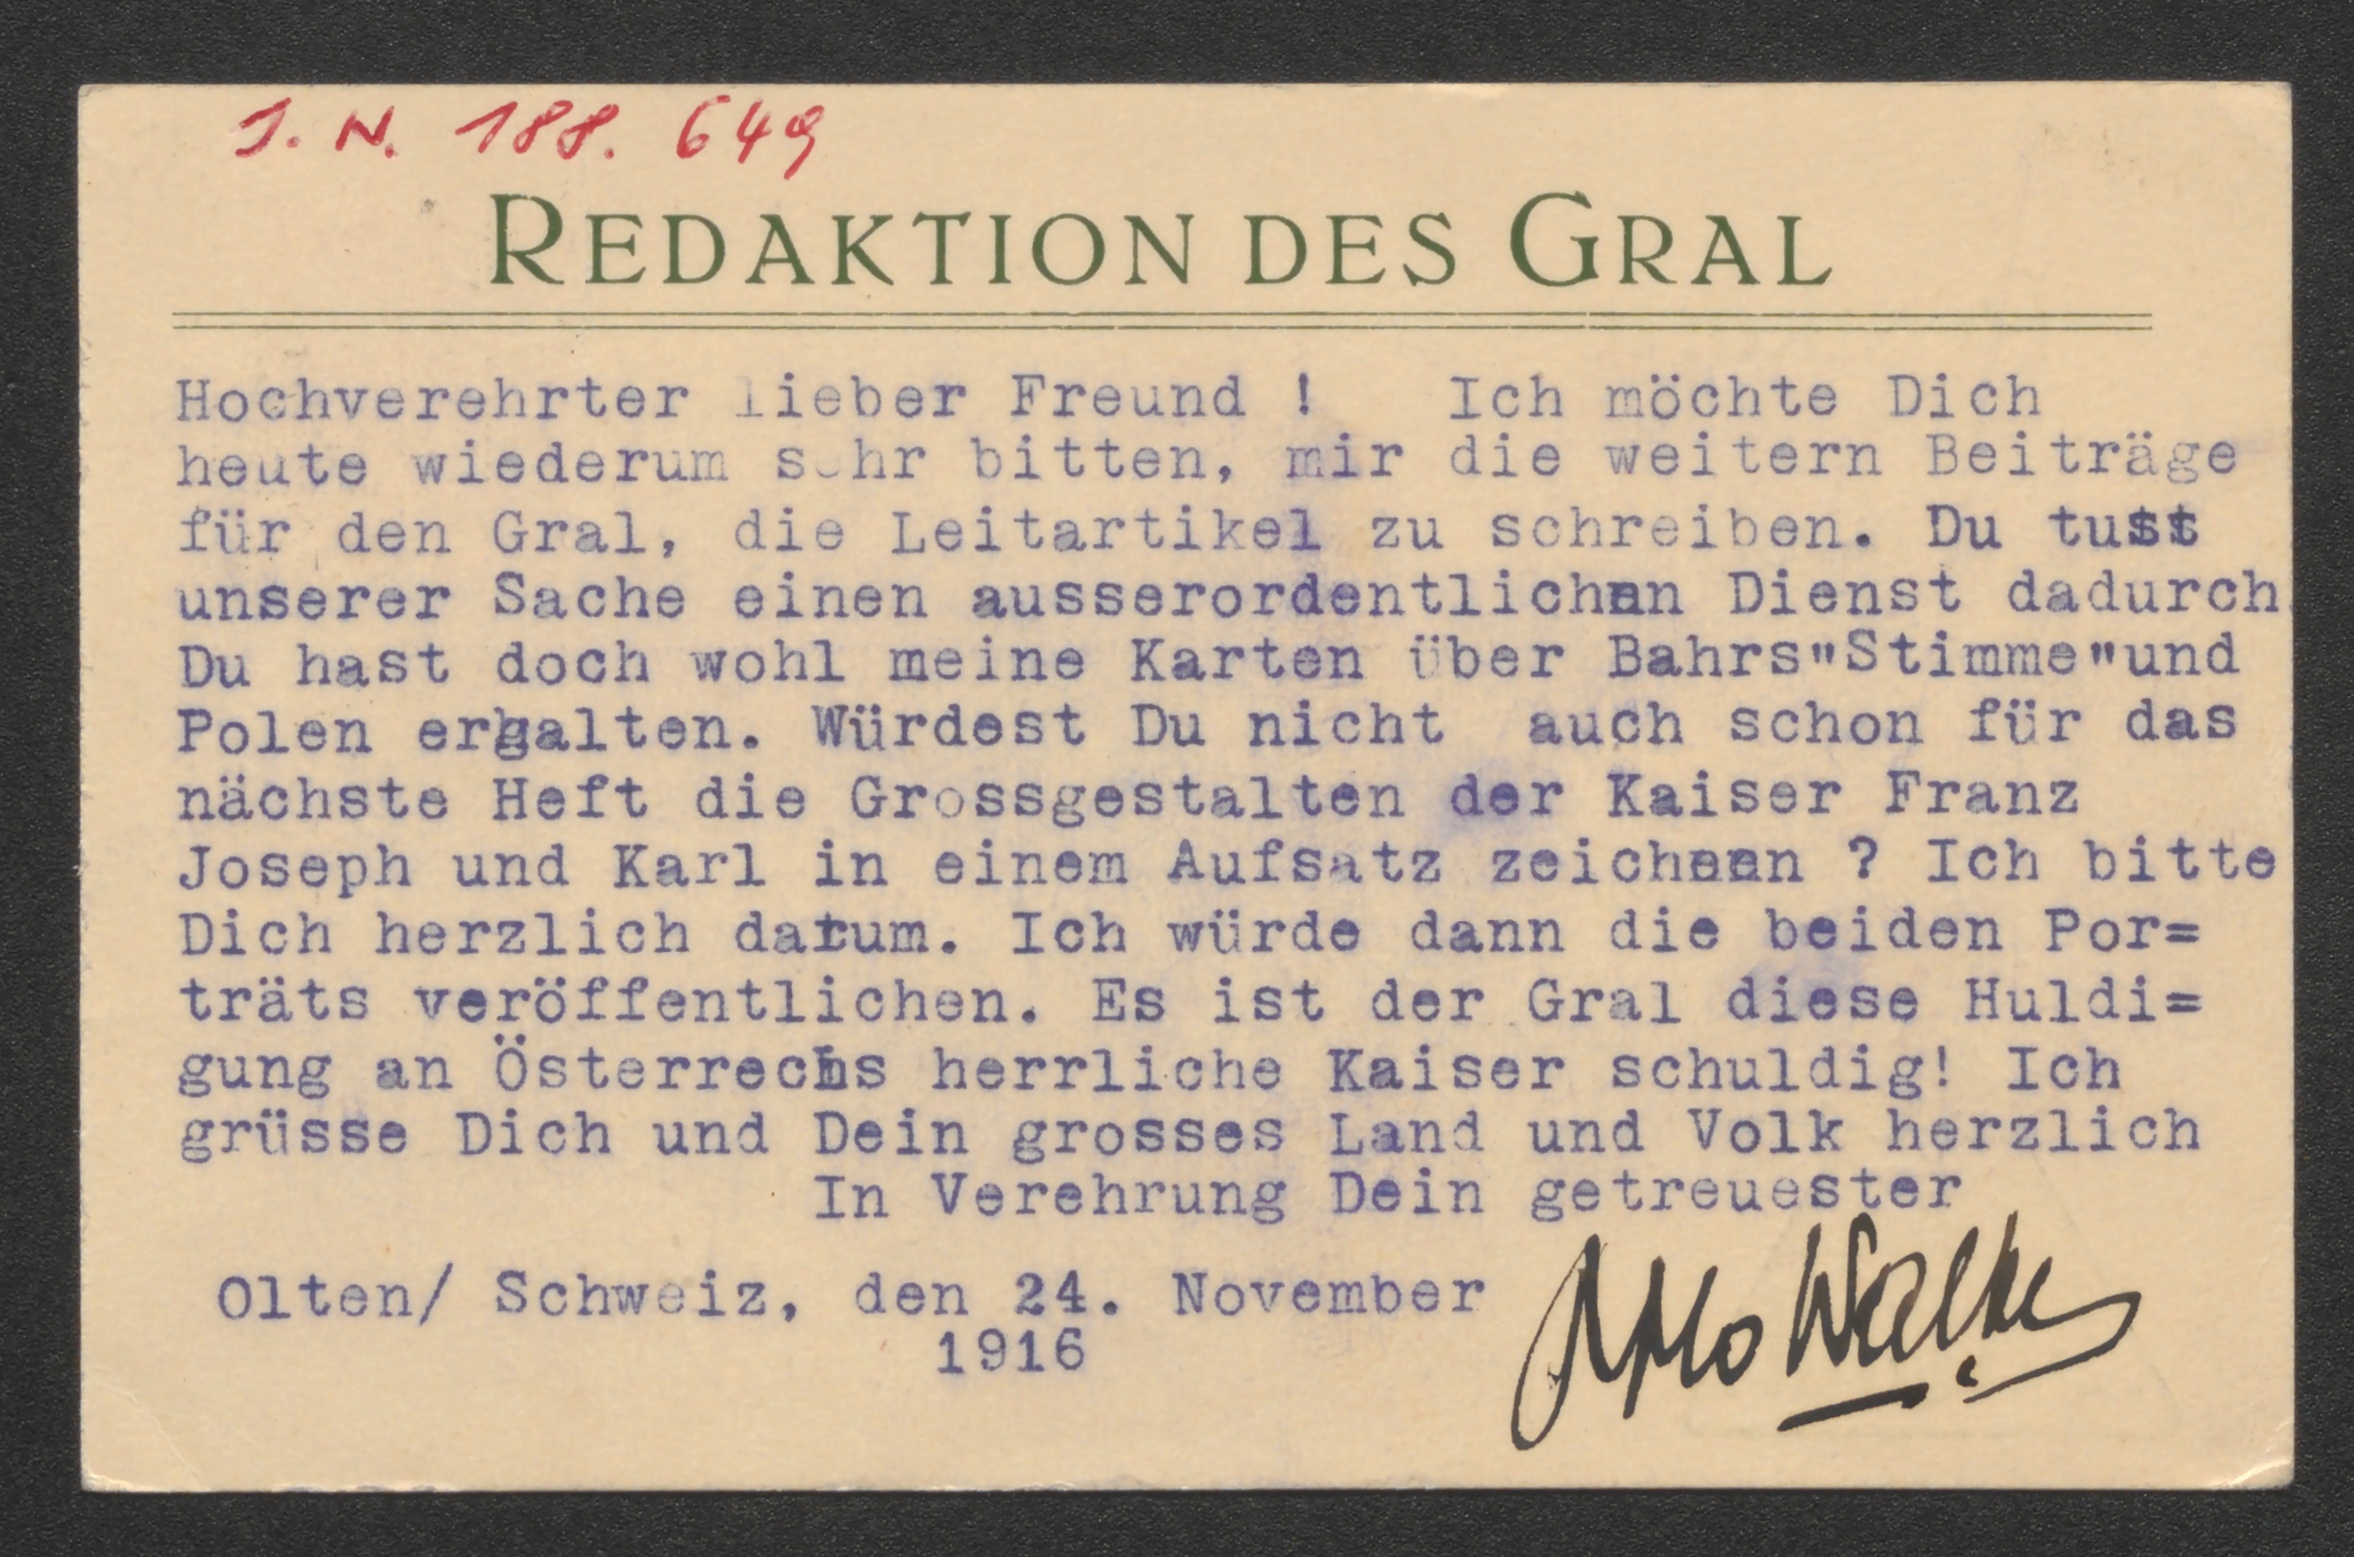 J. N. 188. 649
REDAKTION DES GRAL
Hochverehrter lieber Freund ! Ich möchte Dich
heute wiederum sehr bitten, mir die weitern Beiträge
für den Gral, die Leitartikel zu schreiben. Du tust
unserer Sache einen ausserordentlichen Dienst dadurch
Du hast doch wohl meine Karten über Bahrs"Stimme"und
Polen erhalten. Würdest Du nicht auch schon für das
nächste Heft die Grossgestalten der Kaiser Franz
Joseph und Karl in einem Aufsatz zeichnen ? Ich bitte
Dich herzlich darum. Ich würde dann die beiden Por=
träts veröffentlichen. Es ist der Gral diese Huldi=
gung an Österrechs herrliche Kaiser schuldig! Ich
grüsse Dich und Dein grosses Land und Volk herzlich
In Verehrung Dein getreuester
Olten/ Schweiz, den 24. November
1916